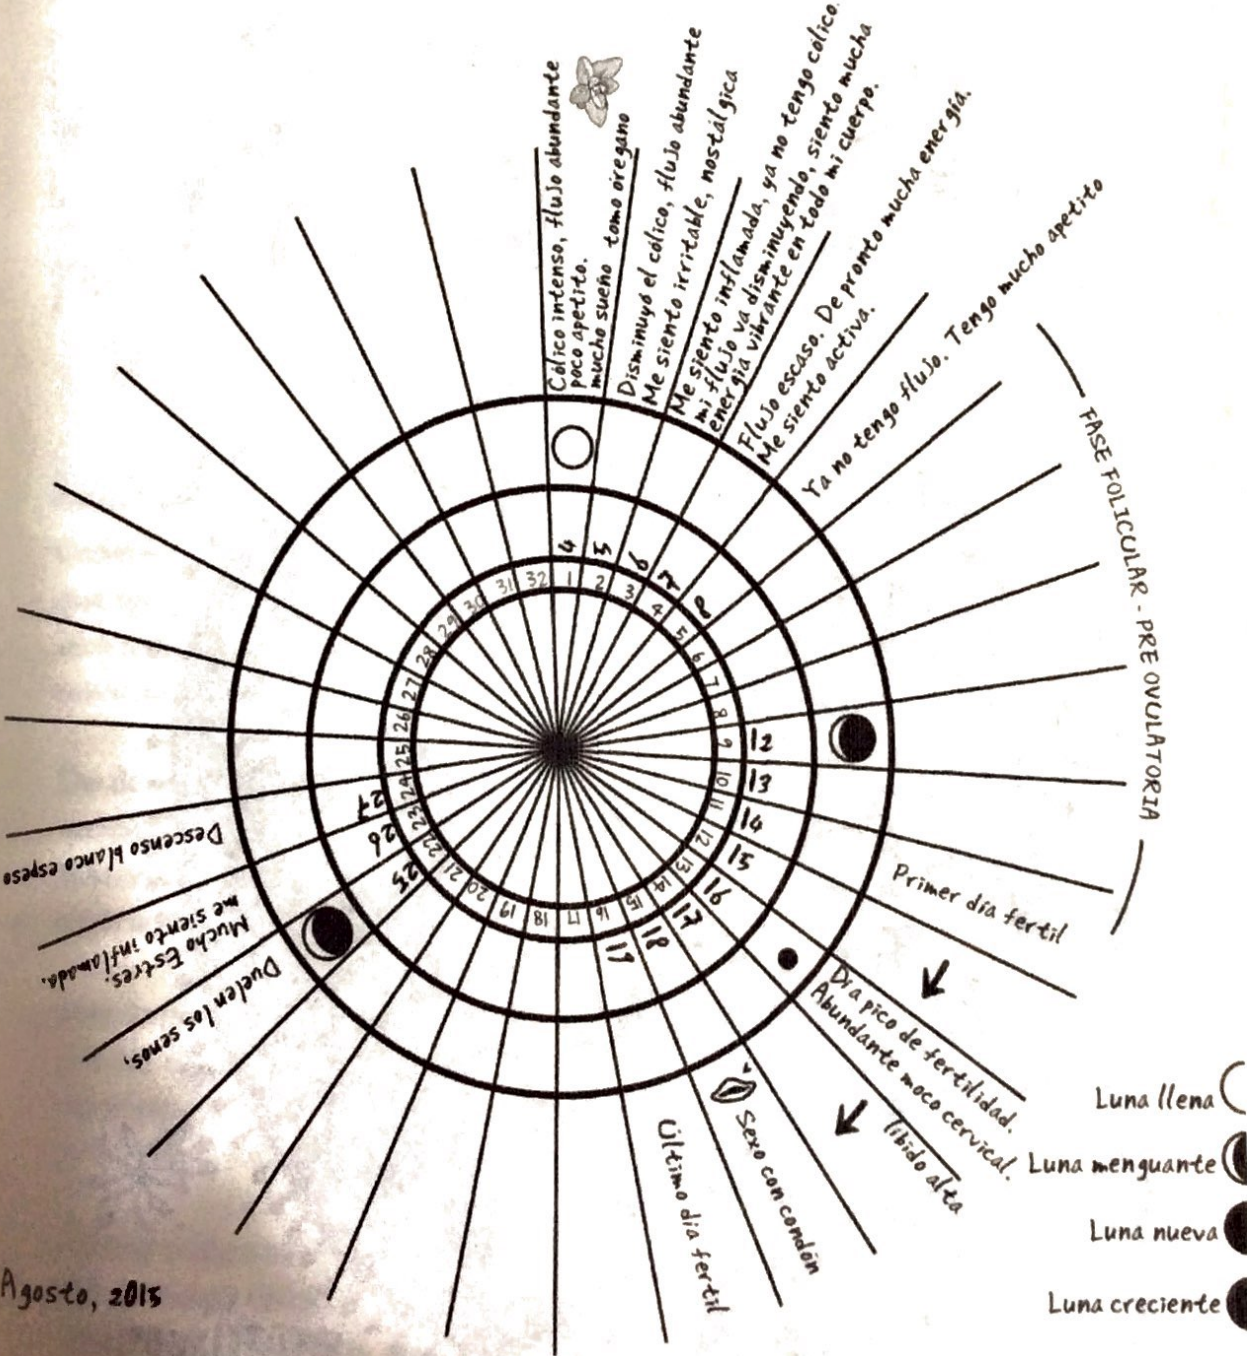 Cólico intenso, flujo abundante
poco apetito.
mucho sueño tomo óregano
Disminuyó el cólico, flujo abundante
Me siento irritable, nostálgica
Me siento inflamada, ya no tengo cólico.
mi flujo va disminuyendo, siento mucha
energía vibrante en todo mi cuerpo.
Flujo escaso. De pronto mucha energía.
Me siento activa.
Ya no tengo flujo. Tengo mucho apetito
FASE FOLICULAR - PRE OVULATORIA
Primer día fertil
Día pico de fertilidad.
Abundante moco cervical.
líbido alta
Sexo con condón
Último día fertil
Duelen los senos,
Mucho Estres.
me siento inflamada.
Descenso blanco espeso
4 5 6 7 8 12 13 14 15 16 17 18 19 25 26 27
1 2 3 4 5 6 7 8 9 10 11 12 13 14 15 16 17 18 19 20 21 22 23 24 25 26 27 28 29 30 31 32
Luna llena
Luna menguante
Luna nueva
Luna creciente
Agosto, 2015